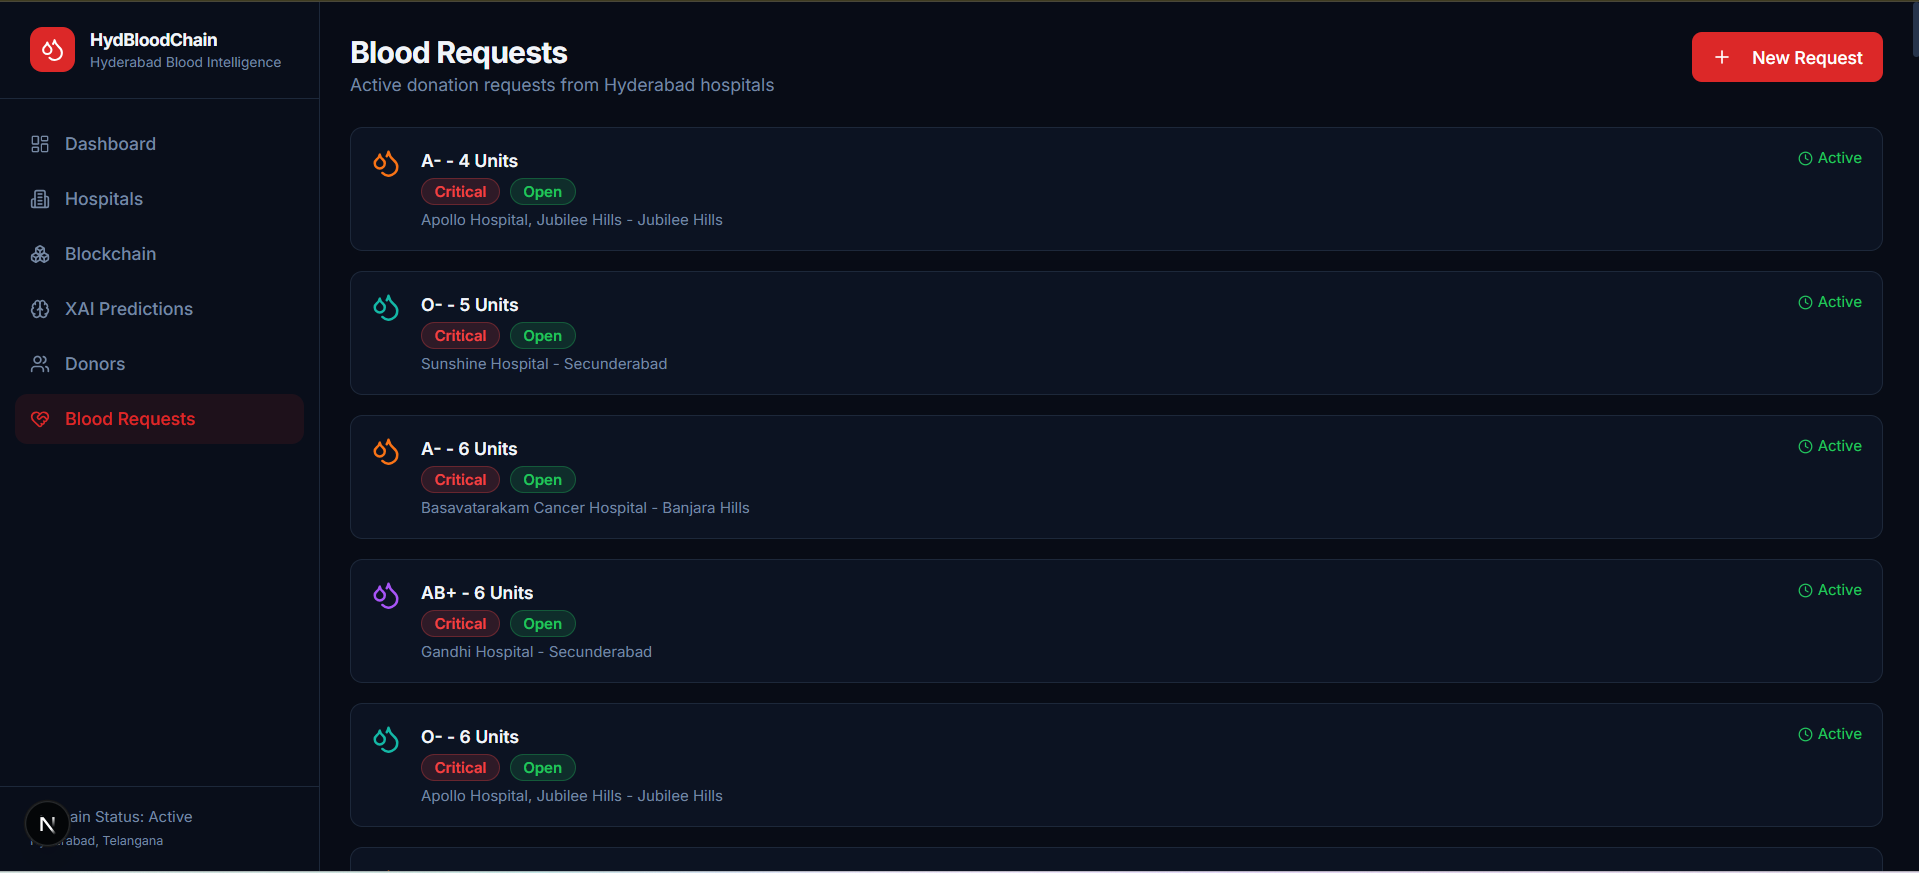 HydBloodChain
Hyderabad Blood Intelligence
Dashboard
Hospitals
Blockchain
XAI Predictions
Donors
Blood Requests
ain Status: Active
rabad, Telangana
N
Blood Requests
Active donation requests from Hyderabad hospitals
+ New Request
A- - 4 Units
Active
Critical Open
Apollo Hospital, Jubilee Hills - Jubilee Hills
O- - 5 Units
Active
Critical Open
Sunshine Hospital - Secunderabad
A- - 6 Units
Active
Critical Open
Basavatarakam Cancer Hospital - Banjara Hills
AB+ - 6 Units
Active
Critical Open
Gandhi Hospital - Secunderabad
O- - 6 Units
Active
Critical Open
Apollo Hospital, Jubilee Hills - Jubilee Hills